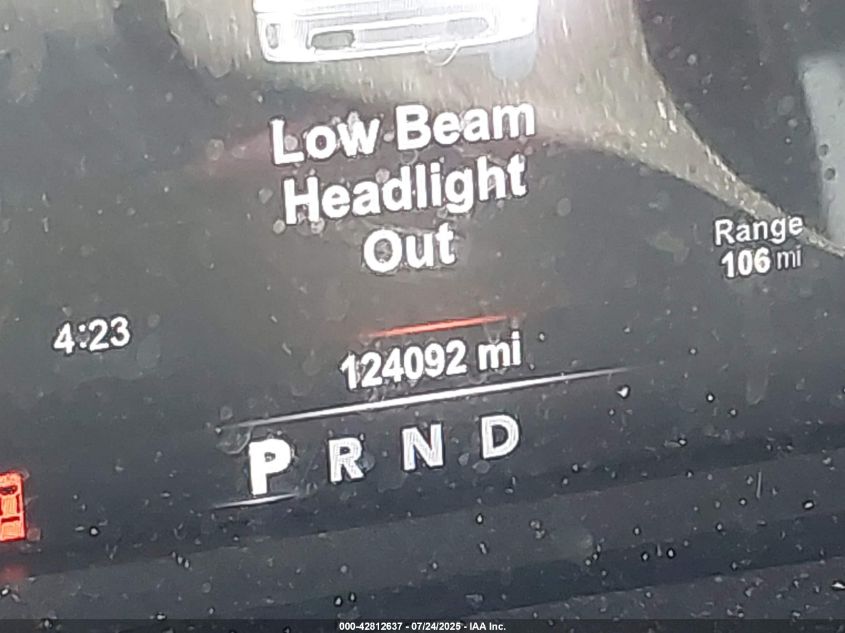 Low Beam
Headlight
Out
Range
106 mi
4:23
124092 mi
P R N D
000-42812637 - 07/24/2025 - IAA Inc.